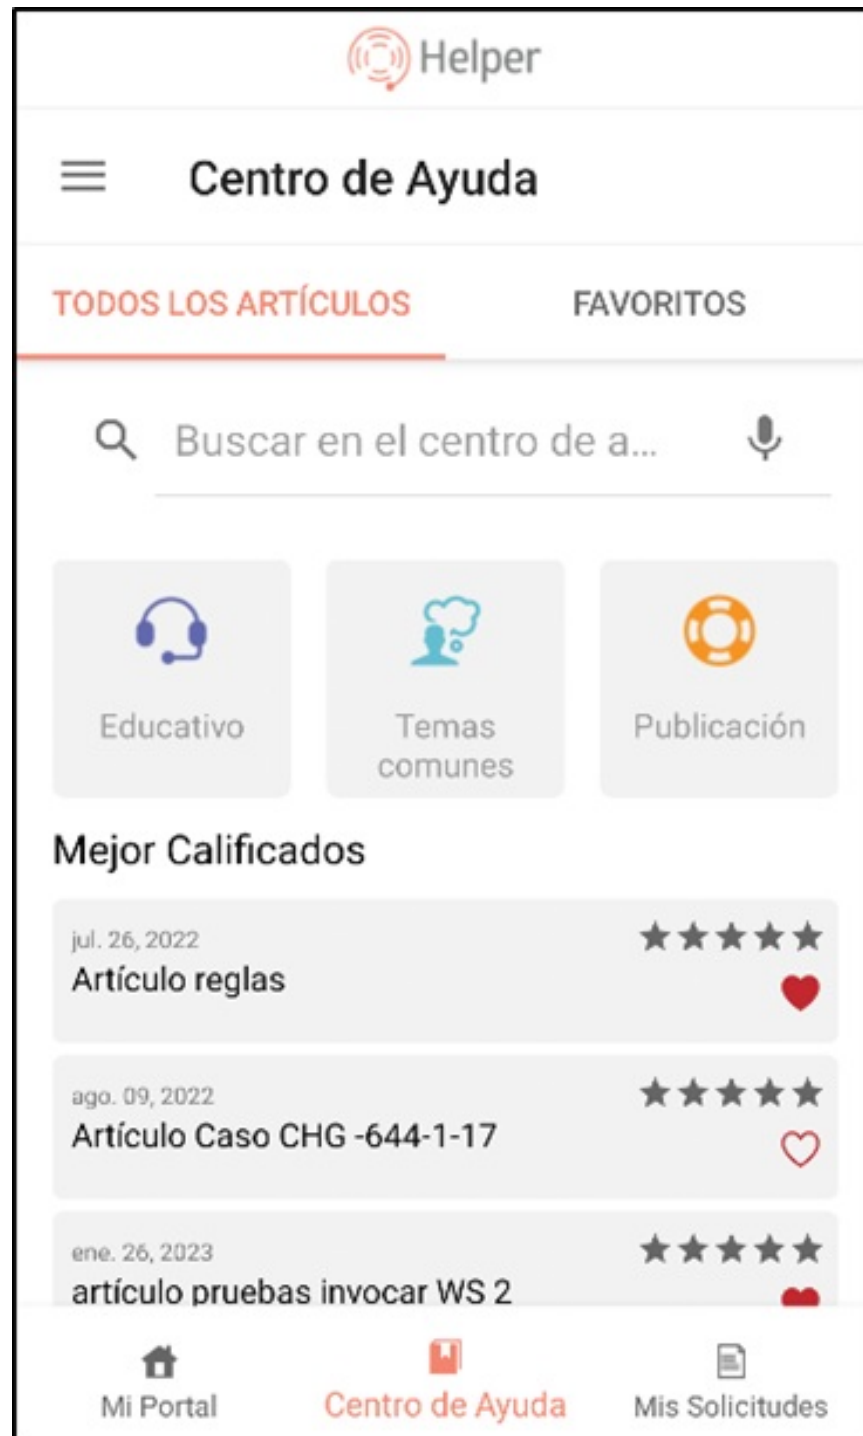 Helper
Centro de Ayuda
TODOS LOS ARTÍCULOS
FAVORITOS
Buscar en el centro de a...
Educativo
Temas
comunes
Publicación
Mejor Calificados
jul. 26, 2022
Artículo reglas
ago. 09, 2022
Artículo Caso CHG -644-1-17
ene. 26, 2023
artículo pruebas invocar WS 2
Mi Portal
Centro de Ayuda
Mis Solicitudes